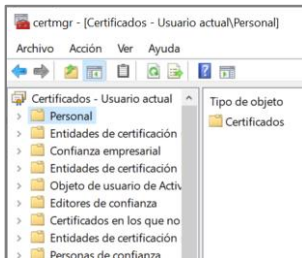 certmgr - [Certificados - Usuario actual\Personal]
Archivo Acción Ver Ayuda
Certificados - Usuario actual
Personal
Entidades de certificación
Confianza empresarial
Entidades de certificación
Objeto de usuario de Activ
Editores de confianza
Certificados en los que no
Entidades de certificación
Personas de confianza
Tipo de objeto
Certificados